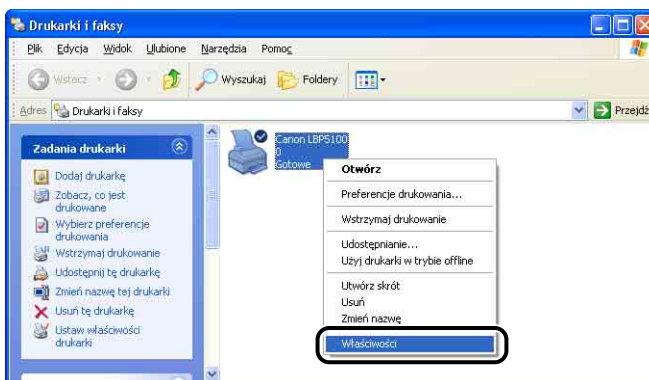 Drukarki i faksy
Plik Edycja Widok Ulubione Narzędzia Pomoc
Wstecz Wyszukaj Foldery
Adres Drukarki i faksy Przejdź
Zadania drukarki
Dodaj drukarkę
Zobacz, co jest
drukowane
Wybierz preferencje
drukowania
Wstrzymaj drukowanie
Udostępnij tę drukarkę
Zmień nazwę tej drukarki
Usuń tę drukarkę
Ustaw właściwości
drukarki
Canon LBP5100
0
Gotowe
Otwórz
Preferencje drukowania...
Wstrzymaj drukowanie
Udostępnianie...
Użyj drukarki w trybie offline
Utwórz skrót
Usuń
Zmień nazwę
Właściwości